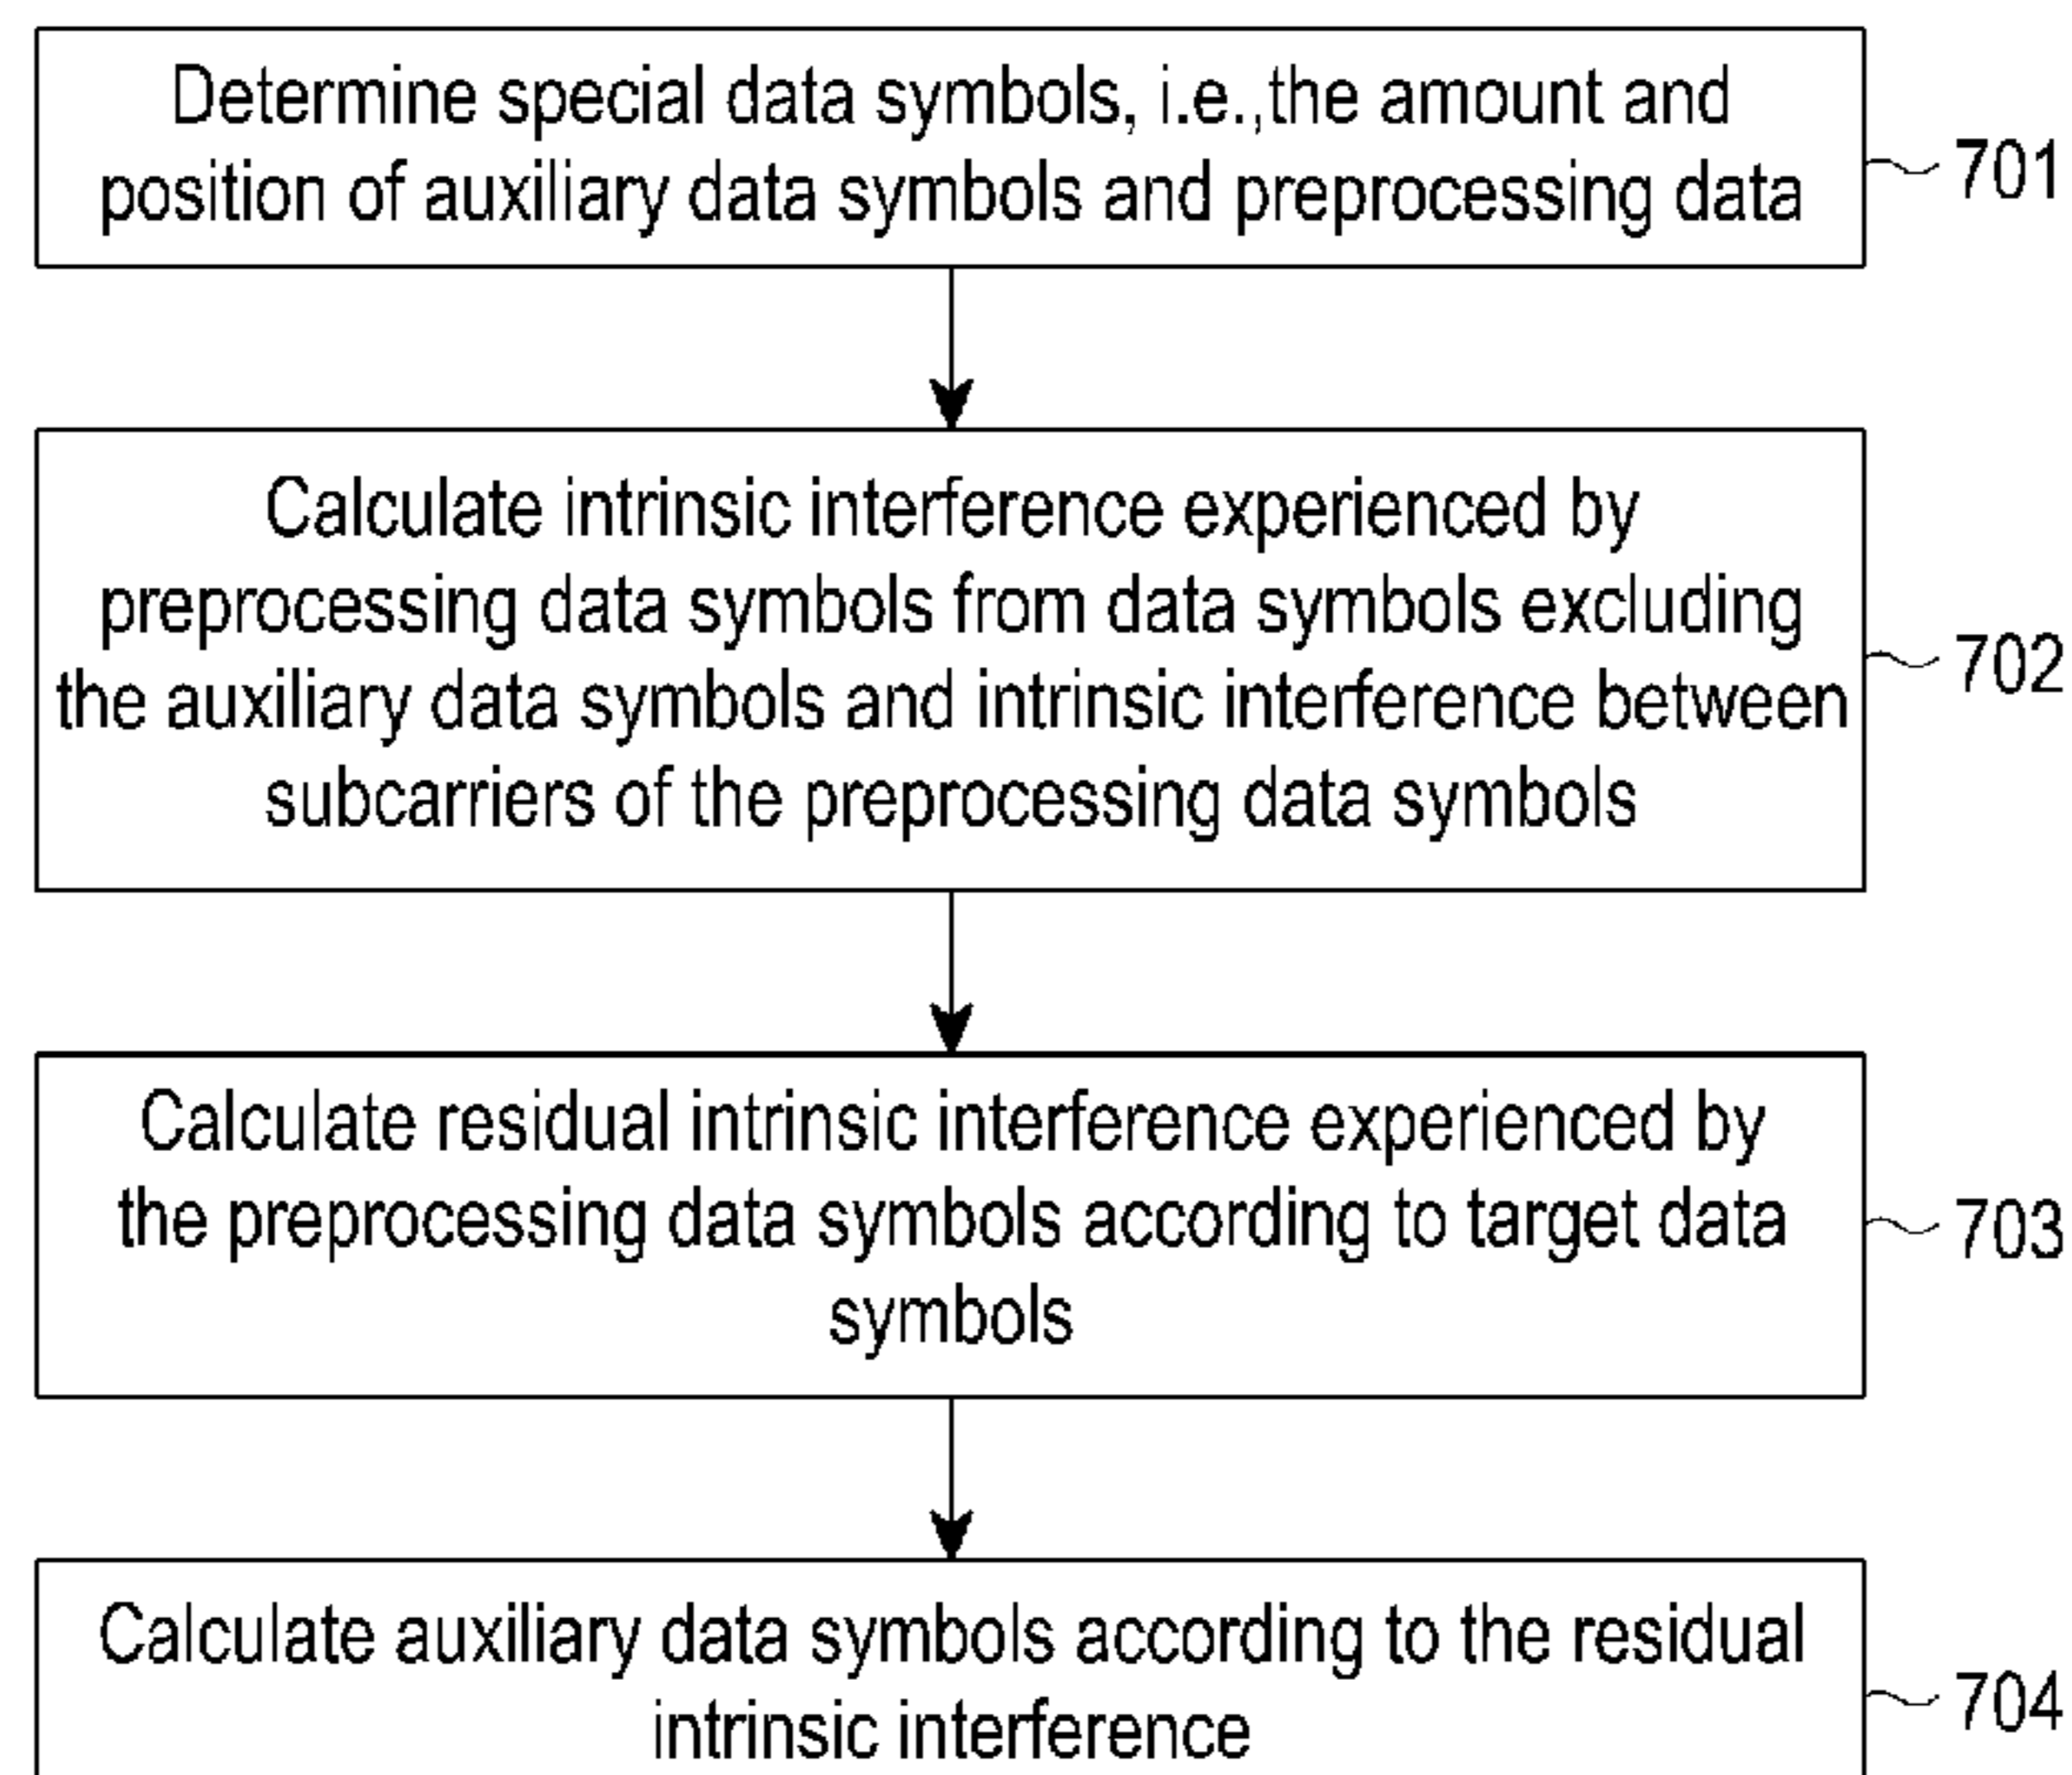 Determine special data symbols, i.e.,the amount and
position of auxiliary data symbols and preprocessing data
701
Calculate intrinsic interference experienced by
preprocessing data symbols from data symbols excluding
the auxiliary data symbols and intrinsic interference between
subcarriers of the preprocessing data symbols
702
Calculate residual intrinsic interference experienced by
the preprocessing data symbols according to target data
symbols
703
Calculate auxiliary data symbols according to the residual
intrinsic interference
704